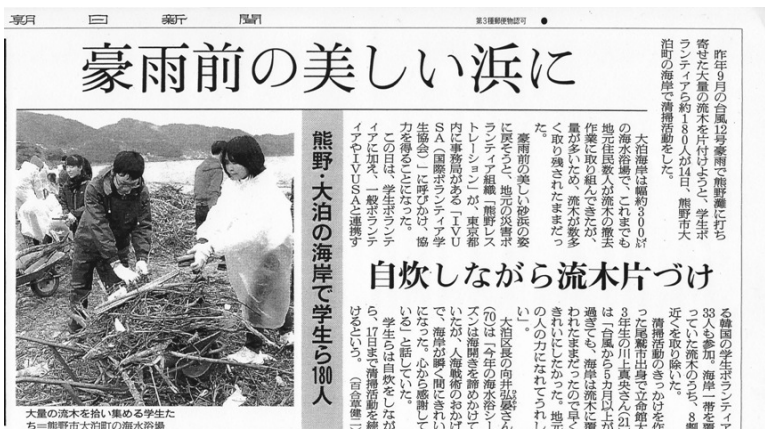 朝日新聞
第3種郵便物認可
豪雨前の美しい浜に
昨年9月の台風12号豪雨で熊野灘に打ち
寄せた大量の流木を片付けようと、学生ボ
ランティアら約180人が14日、熊野市大
泊町の海岸で清掃活動をした。
熊野・大泊の海岸で学生ら180人
自炊しながら流木片づけ
大泊海岸は幅約300メートル
の海水浴場で、これまでも
地元住民数人が流木の撤去
作業に取り組んできたが、
量が多いため、流木が数多
く取り残されたままだっ
た。
豪雨前の美しい砂浜の姿
に戻そうと、地元の災害ボ
ランティア組織「熊野レス
トレーション」が、東京都
内に事務局がある「IVU
SA(国際ボランティア学
生協会)」に呼びかけ、協
力を得ることになった。
この日は、学生ボランテ
ィアに加え、一般ボランテ
ィアやIVUSAと連携す
る韓国の学生ボランティア
33人も参加。海岸一帯を覆
っていた流木のうち、8割
近くを取り除いた。
清掃活動のきっかけを作
った尾鷲市出身で立命館大
3年生の川上真央さん(21)
は「台風から5カ月以上が
過ぎても、海岸は流木に覆
われたままだったので早く
きれいにしたかった。地元
の人の力になれてうれし
い」。
大泊区長の向井弘晏さん
(70)は「今年の海水浴シー
ズンは海開きを諦めかけて
いたが、人海戦術のおかげ
で、海岸が瞬く間にきれい
になった。心から感謝して
いる」と話していた。
学生らは自炊をしなが
ら、17日まで清掃活動を続
けるという。(百合草健二)
大量の流木を拾い集める学生た
ち=熊野市大泊町の海水浴場